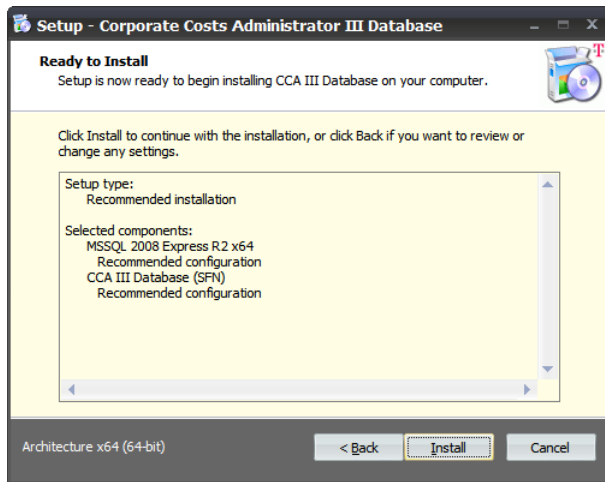 Setup - Corporate Costs Administrator III Database
Ready to Install
Setup is now ready to begin installing CCA III Database on your computer.
T
Click Install to continue with the installation, or click Back if you want to review or
change any settings.
Setup type:
Recommended installation
Selected components:
MSSQL 2008 Express R2 x64
Recommended configuration
CCA III Database (SFN)
Recommended configuration
Architecture x64 (64-bit)
< Back
Install
Cancel